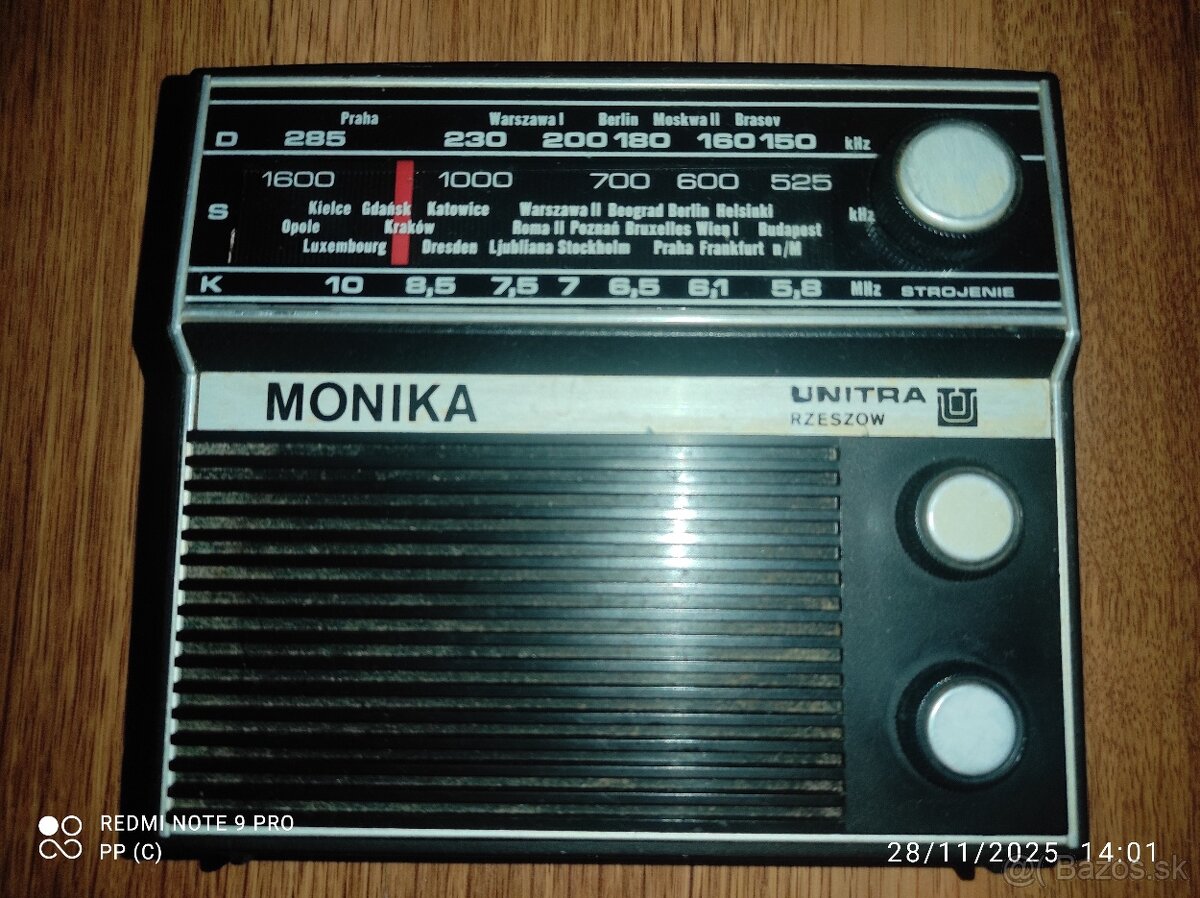 Praha Warszawa I Berlin Moskwa II Brasov
D 285 230 200 180 160 150 kHz
1600 1000 700 600 525
S Kielce Gdańsk Katowice Warszawa II Beograd Berlin Helsinki kHz
Opole Kraków Roma II Poznań Bruxelles Wien I Budapest
Luxembourg Dresden Ljubliana Stockholm Praha Frankfurt n/M
K 10 8,5 7,5 7 6,5 6,1 5,8 MHz STROJENIE
MONIKA UNITRA
RZESZOW
REDMI NOTE 9 PRO
PP (C) 28/11/2025 14:01
Bazos.sk